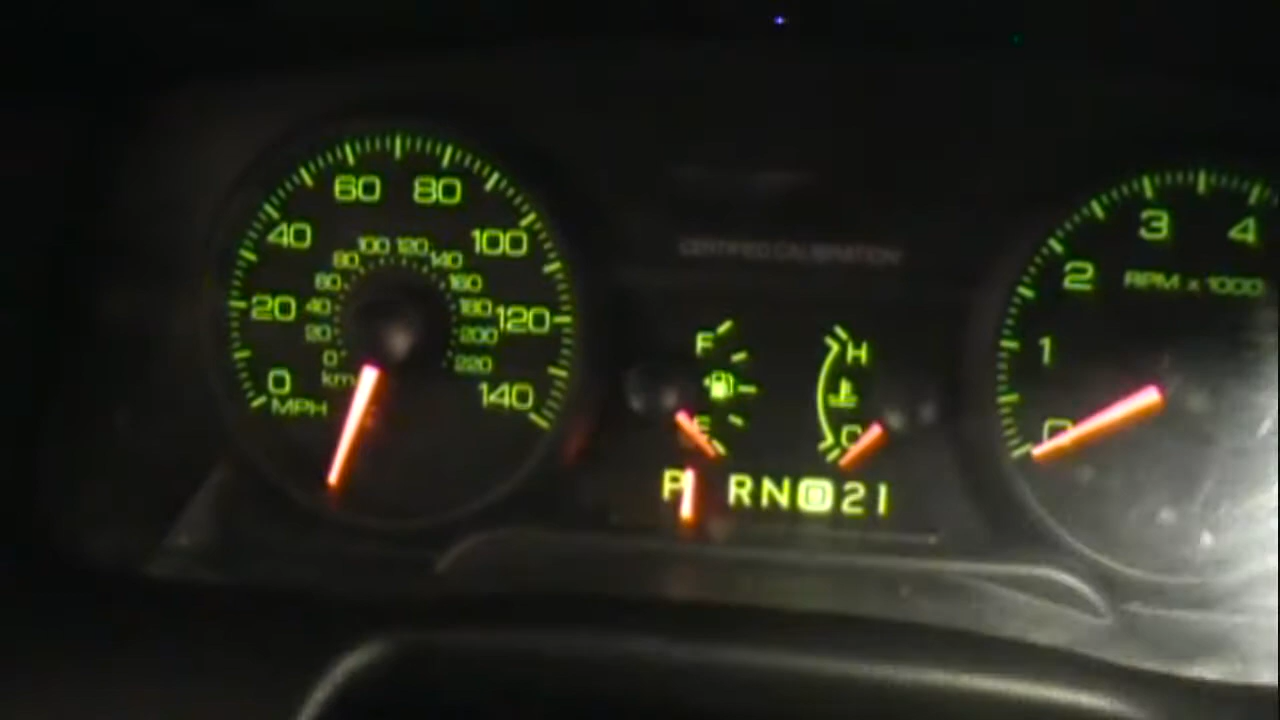 60 80
40 100
20 120
0 140
MPH
100 120
80 140
60 160
40 180
20 200
0 220
km
CERTIFIED CALIBRATION
F H
E C
P R N D 2 1
3 4
2 RPM x 1000
1
0